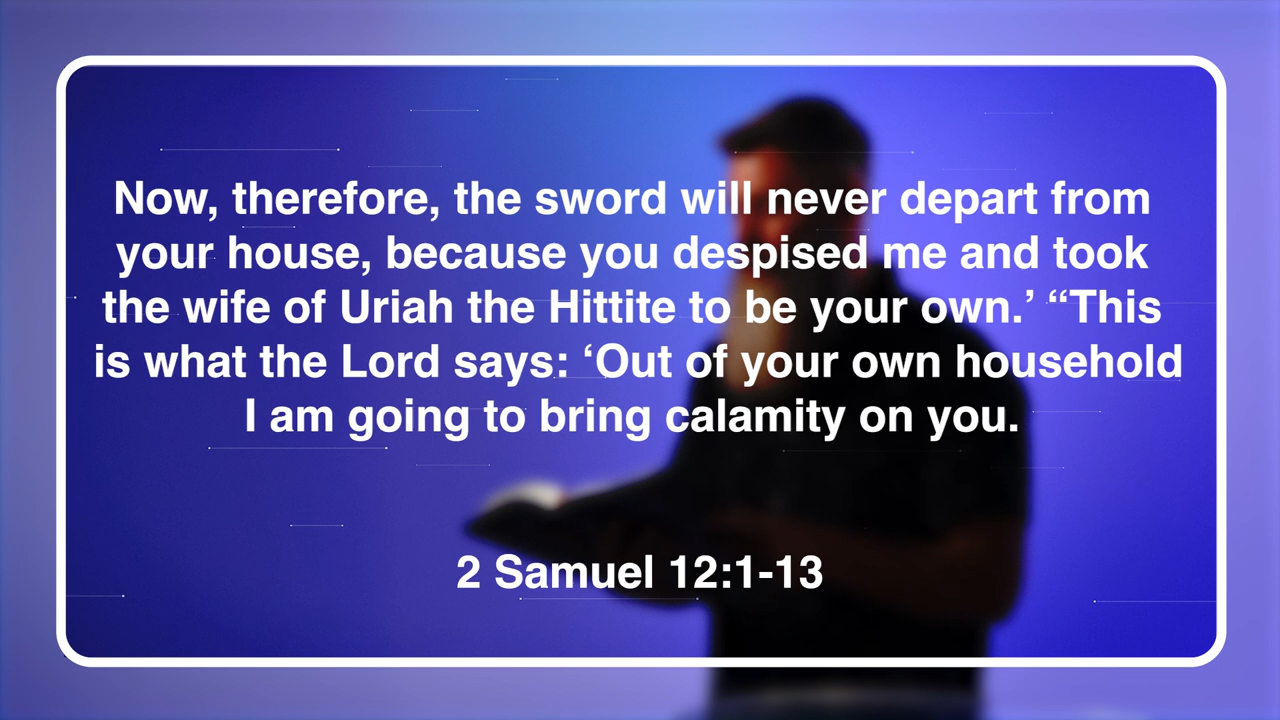 Now, therefore, the sword will never depart from
your house, because you despised me and took
the wife of Uriah the Hittite to be your own.’ “This
is what the Lord says: ‘Out of your own household
I am going to bring calamity on you.
2 Samuel 12:1-13